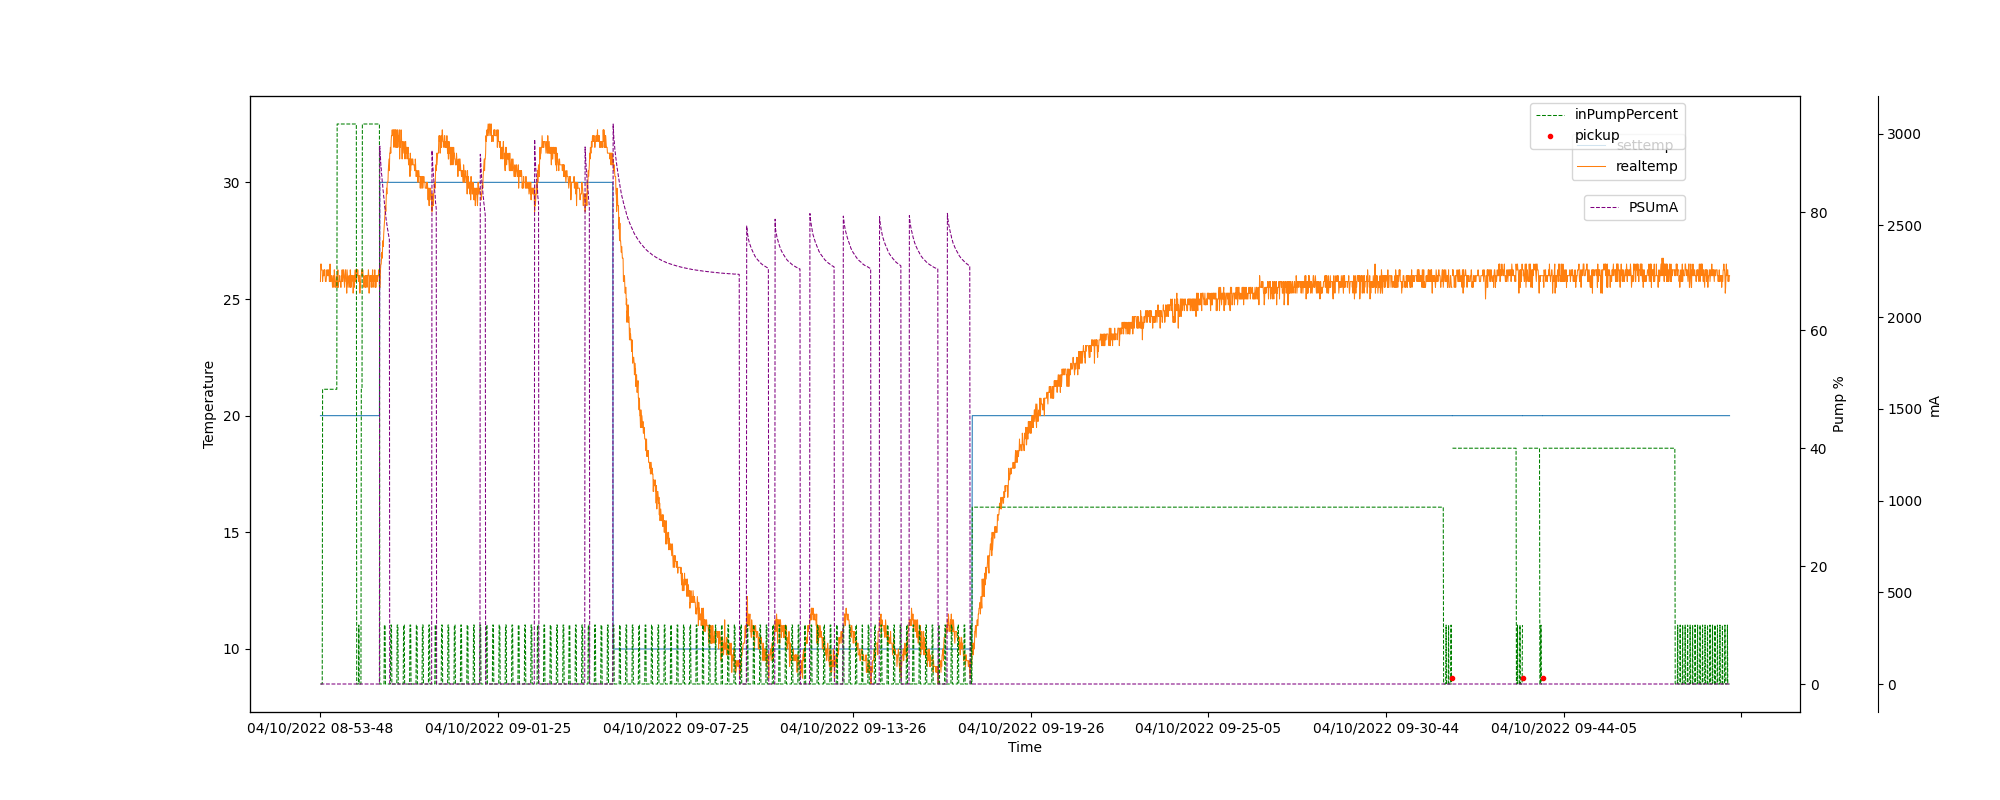 inPumpPercent
pickup
settemp
realtemp
PSUmA
Temperature
30
25
20
15
10
80
60
40
20
0
Pump %
3000
2500
2000
1500
1000
500
0
mA
04/10/2022 08-53-48
04/10/2022 09-01-25
04/10/2022 09-07-25
04/10/2022 09-13-26
04/10/2022 09-19-26
04/10/2022 09-25-05
04/10/2022 09-30-44
04/10/2022 09-44-05
Time